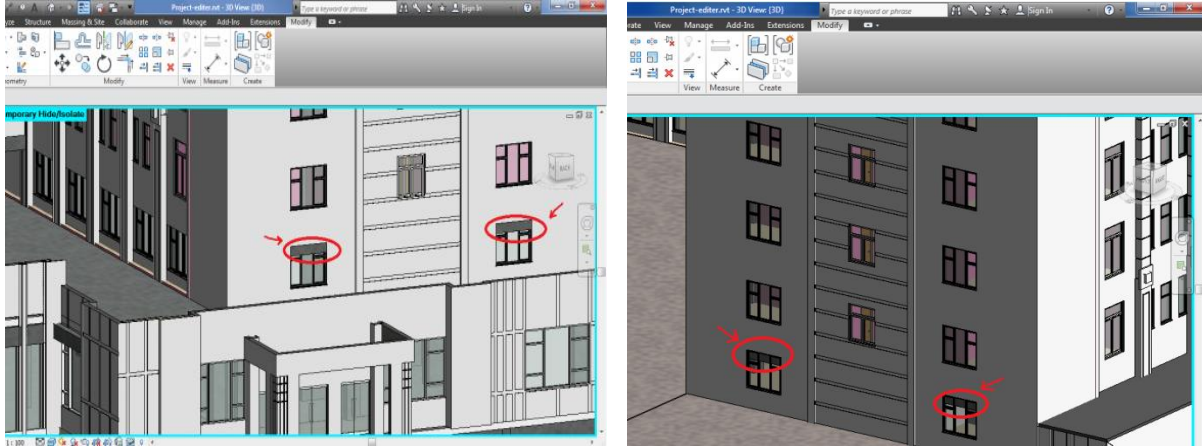 Project-editer.rvt - 3D View: {3D}
Type a keyword or phrase
Sign In
yze Structure Massing & Site Collaborate View Manage Add-Ins Extensions Modify
ometry Modify View Measure Create
mporary Hide/Isolate
BACK
1 : 100
Project-editer.rvt - 3D View: {3D}
Type a keyword or phrase
Sign In
rate View Manage Add-Ins Extensions Modify
View Measure Create